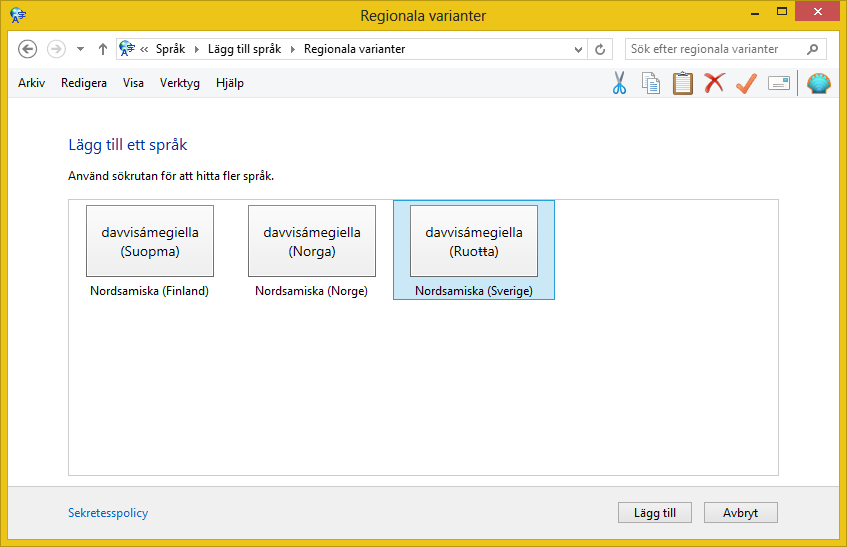 Regionala varianter
« Språk Lägg till språk Regionala varianter
Sök efter regionala varianter
Arkiv Redigera Visa Verktyg Hjälp
Lägg till ett språk
Använd sökrutan för att hitta fler språk.
davvisámegiella
(Suopma)
Nordsamiska (Finland)
davvisámegiella
(Norga)
Nordsamiska (Norge)
davvisámegiella
(Ruoŧŧa)
Nordsamiska (Sverige)
Sekretesspolicy
Lägg till
Avbryt